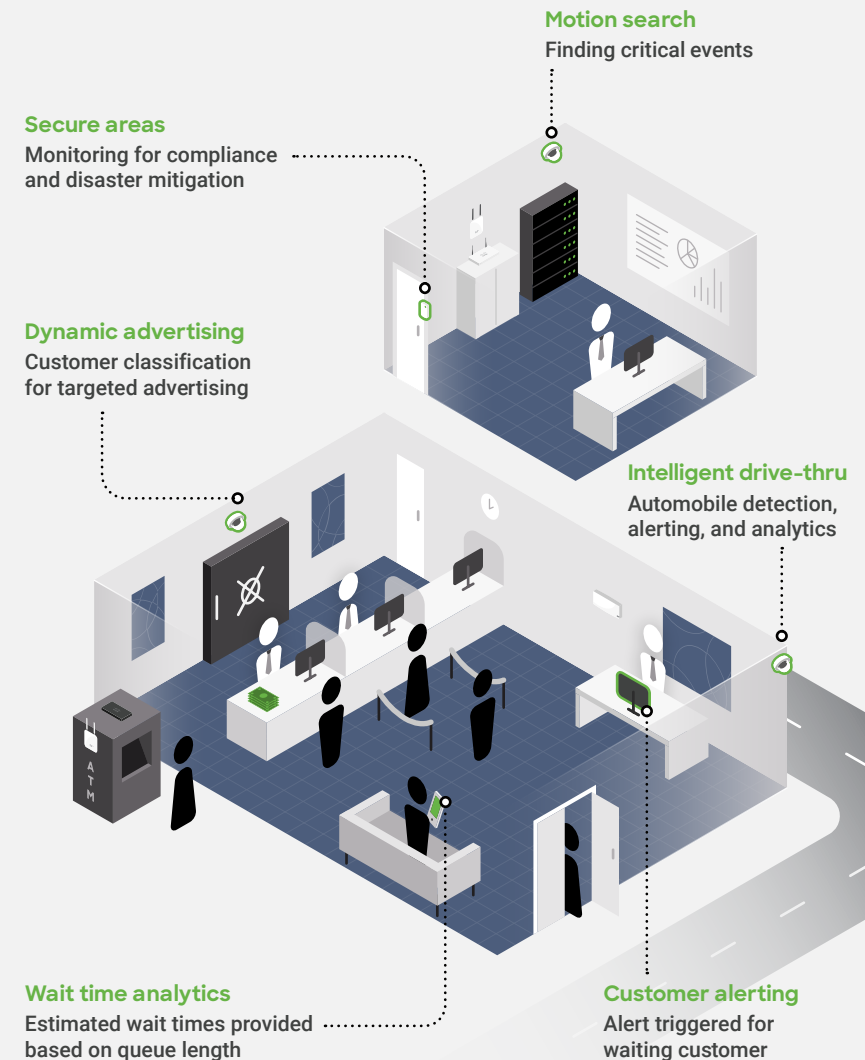 Motion search
Finding critical events
Secure areas
Monitoring for compliance
and disaster mitigation
Dynamic advertising
Customer classification
for targeted advertising
Intelligent drive-thru
Automobile detection,
alerting, and analytics
ATM
Wait time analytics
Estimated wait times provided
based on queue length
Customer alerting
Alert triggered for
waiting customer